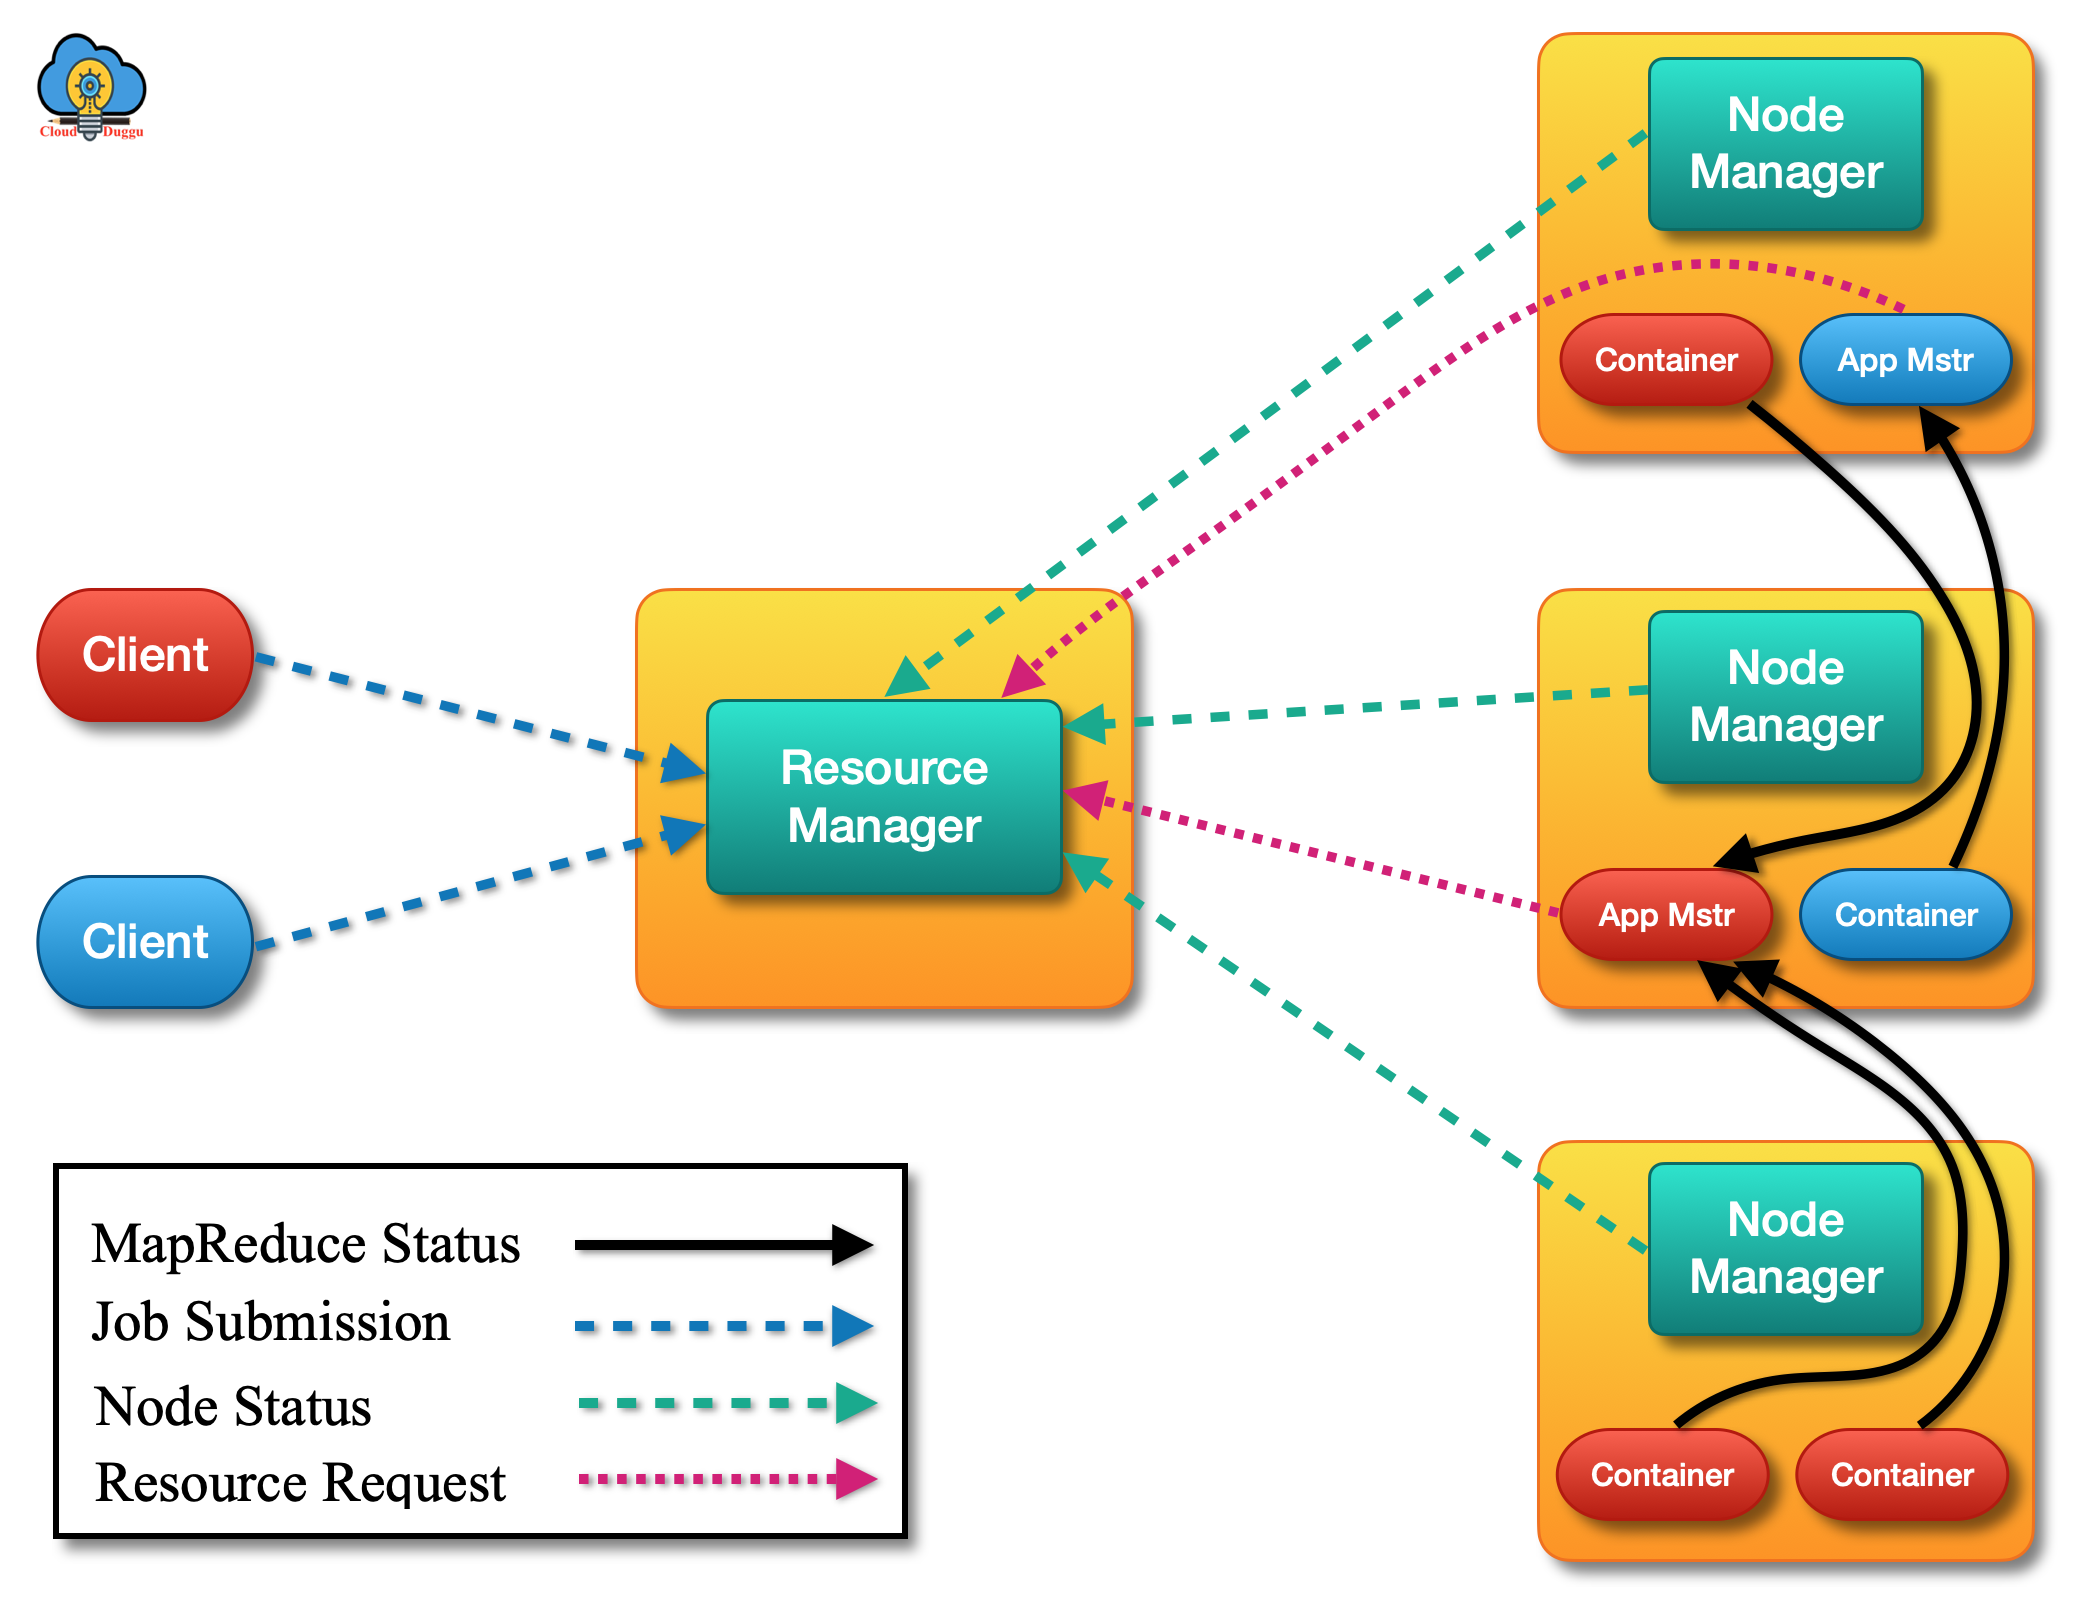 Cloud Duggu
Node
Manager
Container
App Mstr
Client
Client
Resource
Manager
Node
Manager
App Mstr
Container
Node
Manager
Container
Container
MapReduce Status
Job Submission
Node Status
Resource Request